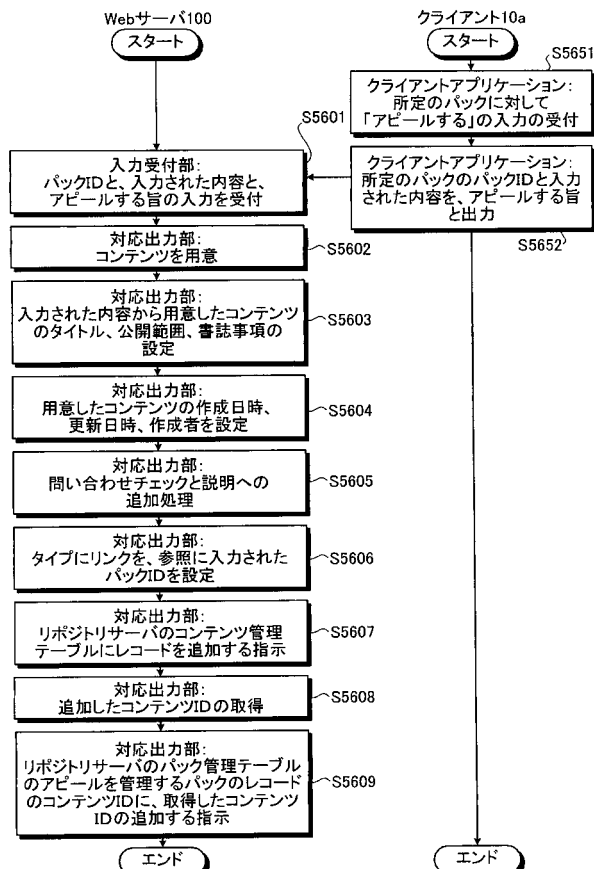 Webサーバ100
クライアント10a
スタート
スタート
S5651
クライアントアプリケーション:
所定のパックに対して
「アピールする」の入力の受付
S5601
入力受付部:
パックIDと、入力された内容と、
アピールする旨の入力を受付
クライアントアプリケーション:
所定のパックのパックIDと入力
された内容を、アピールする旨
と出力
S5652
対応出力部:
コンテンツを用意
S5602
対応出力部:
入力された内容から用意したコンテンツ
のタイトル、公開範囲、書誌事項の
設定
S5603
対応出力部:
用意したコンテンツの作成日時、
更新日時、作成者を設定
S5604
対応出力部:
問い合わせチェックと説明への
追加処理
S5605
対応出力部:
タイプにリンクを、参照に入力された
パックIDを設定
S5606
対応出力部:
リポジトリサーバのコンテンツ管理
テーブルにレコードを追加する指示
S5607
対応出力部:
追加したコンテンツIDの取得
S5608
対応出力部:
リポジトリサーバのパック管理テーブル
のアピールを管理するパックのレコード
のコンテンツIDに、取得したコンテンツ
IDの追加する指示
S5609
エンド
エンド